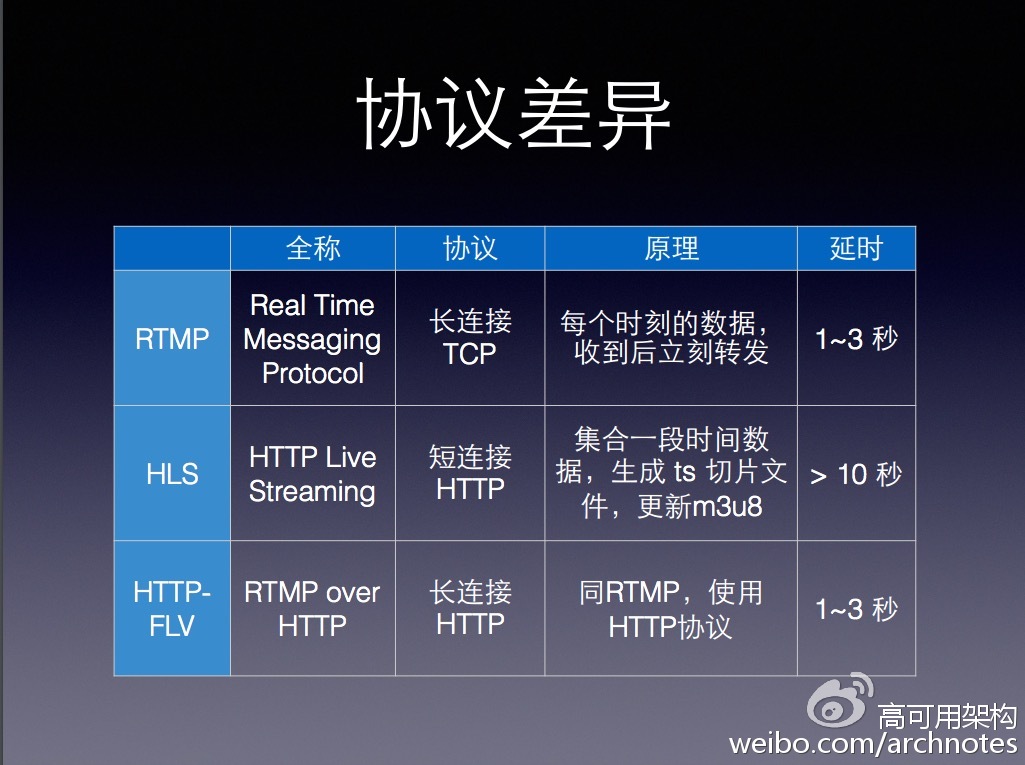 协议差异
全称
协议
原理
延时
RTMP
Real Time
Messaging
Protocol
长连接
TCP
每个时刻的数据，
收到后立刻转发
1~3 秒
HLS
HTTP Live
Streaming
短连接
HTTP
集合一段时间数
据，生成 ts 切片文
件，更新m3u8
> 10 秒
HTTP-
FLV
RTMP over
HTTP
长连接
HTTP
同RTMP，使用
HTTP协议
1~3 秒
高可用架构
weibo.com/archnotes